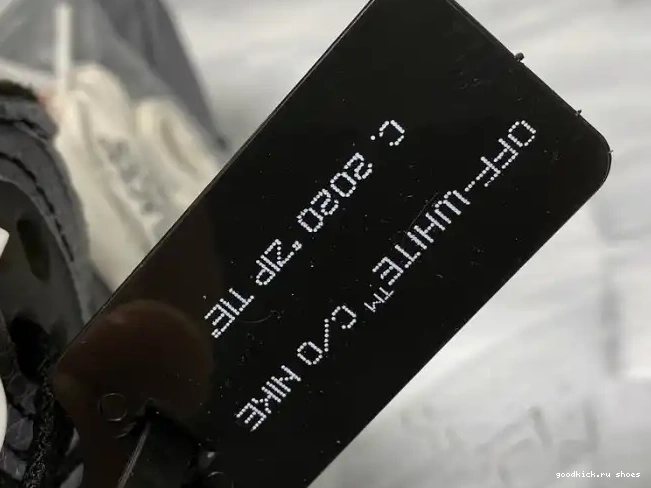 OFF-WHITE™ C/O NIKE
C. 2020 "ZIP TIE"
goodkick.ru shoes